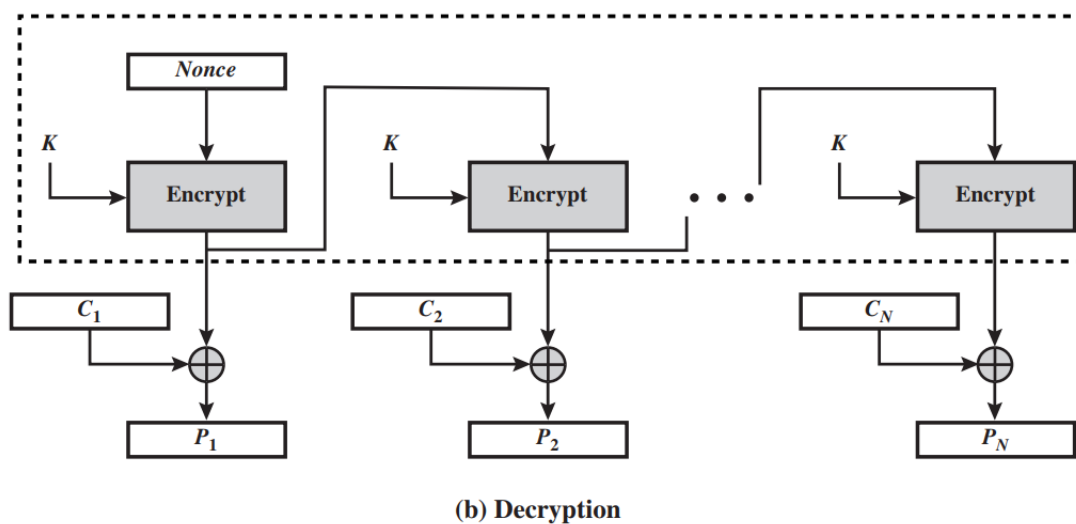 Nonce
K K K
Encrypt Encrypt • • • Encrypt
C1 C2 CN
P1 P2 PN
(b) Decryption